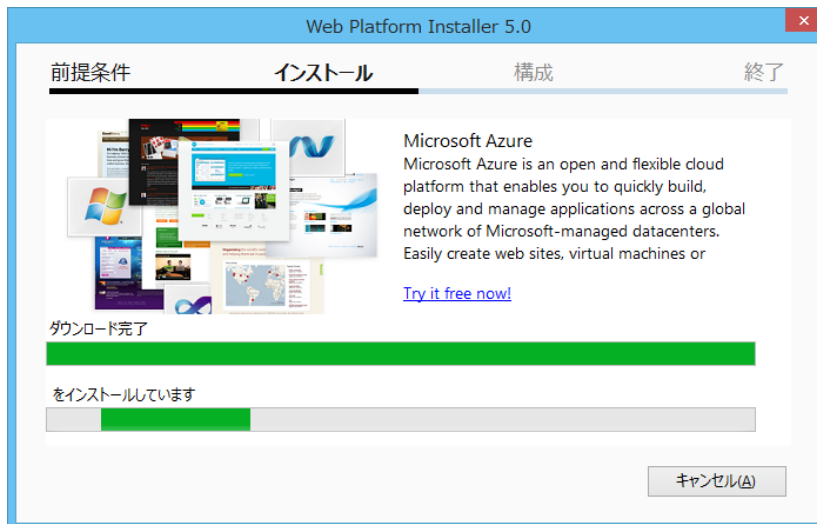 Web Platform Installer 5.0
前提条件 インストール 構成 終了
Microsoft Azure
Microsoft Azure is an open and flexible cloud
platform that enables you to quickly build,
deploy and manage applications across a global
network of Microsoft-managed datacenters.
Easily create web sites, virtual machines or
Try it free now!
ダウンロード完了
をインストールしています
キャンセル(A)